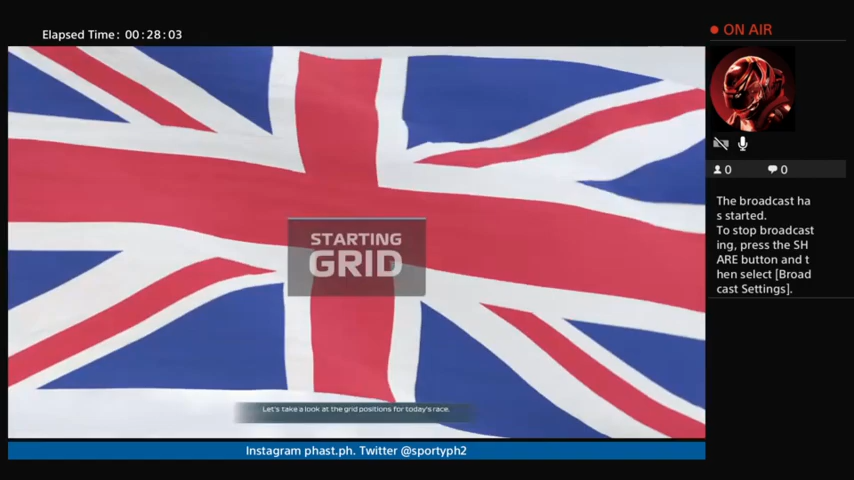 Elapsed Time: 00:28:03
ON AIR
0 0
The broadcast ha
s started.
To stop broadcast
ing, press the SH
ARE button and t
hen select [Broad
cast Settings].
STARTING
GRID
Let's take a look at the grid positions for today's race.
Instagram phast.ph. Twitter @sportyph2